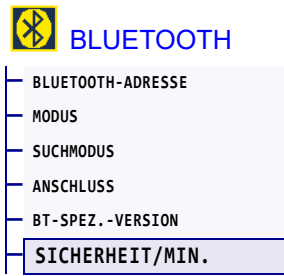 BLUETOOTH
BLUETOOTH-ADRESSE
MODUS
SUCHMODUS
ANSCHLUSS
BT-SPEZ.-VERSION
SICHERHEIT/MIN.